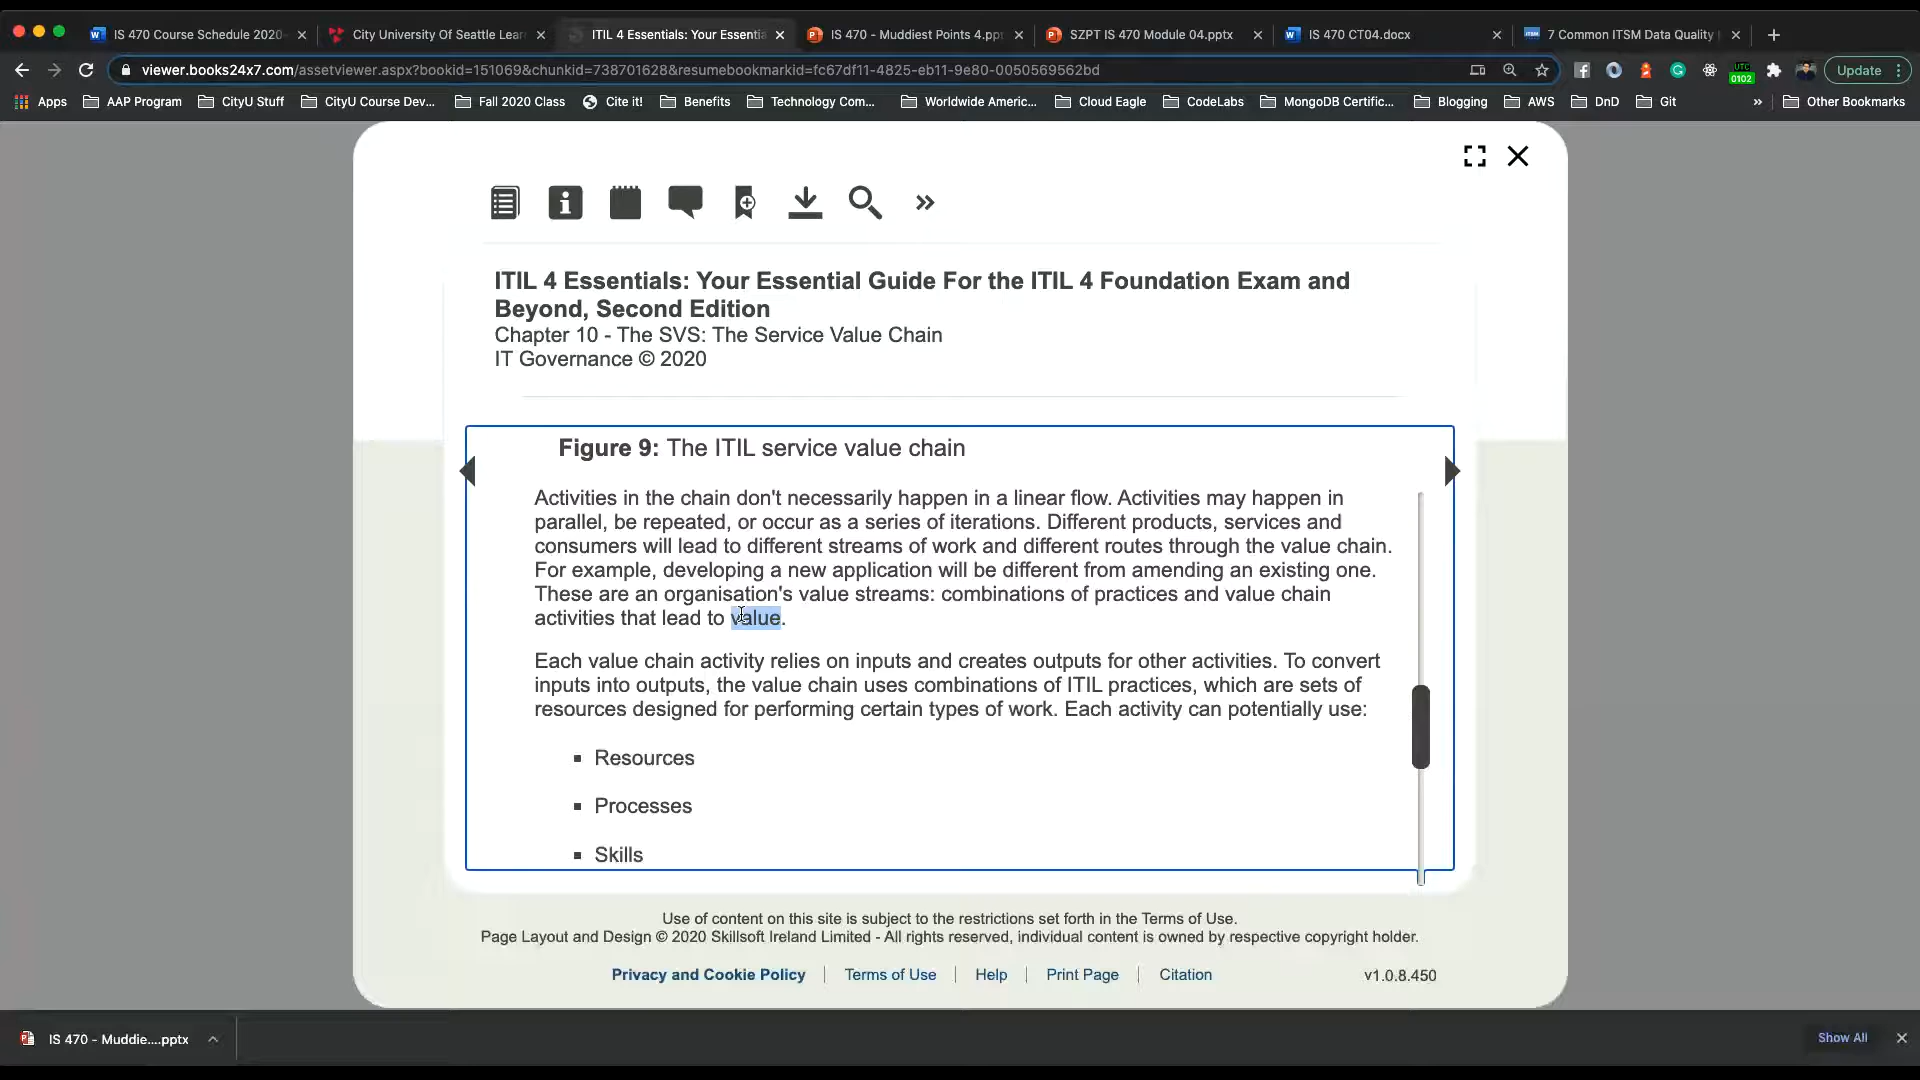 IS 470 Course Schedule 2020-
City University Of Seattle Lear
ITIL 4 Essentials: Your Essentia
IS 470 - Muddiest Points 4.pp
SZPT IS 470 Module 04.pptx
IS 470 CT04.docx
7 Common ITSM Data Quality
viewer.books24x7.com/assetviewer.aspx?bookid=151069&chunkid=738701628&resumebookmarkid=fc67df11-4825-eb11-9e80-0050569562bd
UTC
0102
Update
Apps
AAP Program
CityU Stuff
CityU Course Dev...
Fall 2020 Class
Cite it!
Benefits
Technology Com...
Worldwide Americ...
Cloud Eagle
CodeLabs
MongoDB Certific...
Blogging
AWS
DnD
Git
»
Other Bookmarks
ITIL 4 Essentials: Your Essential Guide For the ITIL 4 Foundation Exam and
Beyond, Second Edition
Chapter 10 - The SVS: The Service Value Chain
IT Governance © 2020
Figure 9: The ITIL service value chain
Activities in the chain don't necessarily happen in a linear flow. Activities may happen in
parallel, be repeated, or occur as a series of iterations. Different products, services and
consumers will lead to different streams of work and different routes through the value chain.
For example, developing a new application will be different from amending an existing one.
These are an organisation's value streams: combinations of practices and value chain
activities that lead to value.
Each value chain activity relies on inputs and creates outputs for other activities. To convert
inputs into outputs, the value chain uses combinations of ITIL practices, which are sets of
resources designed for performing certain types of work. Each activity can potentially use:
▪ Resources
▪ Processes
▪ Skills
Use of content on this site is subject to the restrictions set forth in the Terms of Use.
Page Layout and Design © 2020 Skillsoft Ireland Limited - All rights reserved, individual content is owned by respective copyright holder.
Privacy and Cookie Policy | Terms of Use | Help | Print Page | Citation
v1.0.8.450
IS 470 - Muddie....pptx
Show All